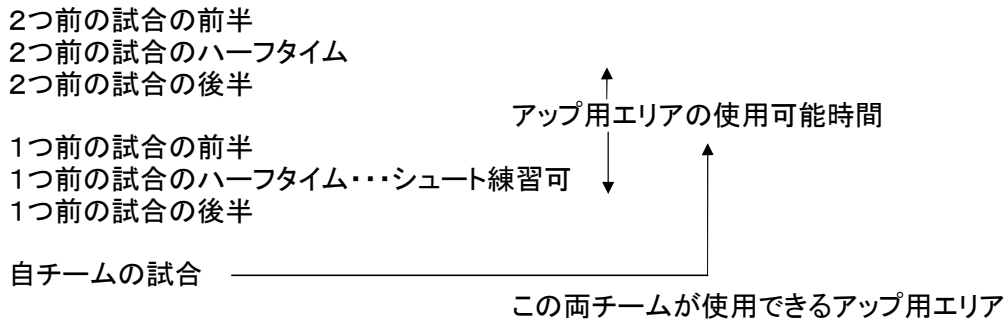 2つ前の試合の前半
2つ前の試合のハーフタイム
2つ前の試合の後半
アップ用エリアの使用可能時間
1つ前の試合の前半
1つ前の試合のハーフタイム・・・シュート練習可
1つ前の試合の後半
自チームの試合
この両チームが使用できるアップ用エリア